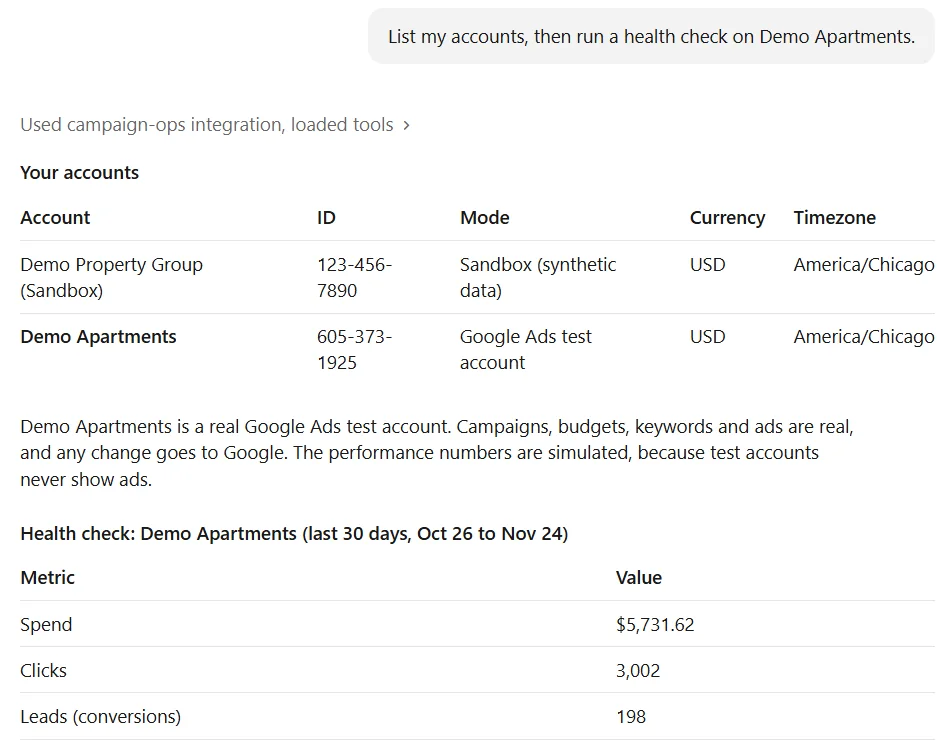 List my accounts, then run a health check on Demo Apartments.
Used campaign-ops integration, loaded tools >
Your accounts
Account ID Mode Currency Timezone
Demo Property Group 123-456- Sandbox (synthetic USD America/Chicago
(Sandbox) 7890 data)
Demo Apartments 605-373- Google Ads test USD America/Chicago
1925 account
Demo Apartments is a real Google Ads test account. Campaigns, budgets, keywords and ads are real,
and any change goes to Google. The performance numbers are simulated, because test accounts
never show ads.
Health check: Demo Apartments (last 30 days, Oct 26 to Nov 24)
Metric Value
Spend $5,731.62
Clicks 3,002
Leads (conversions) 198